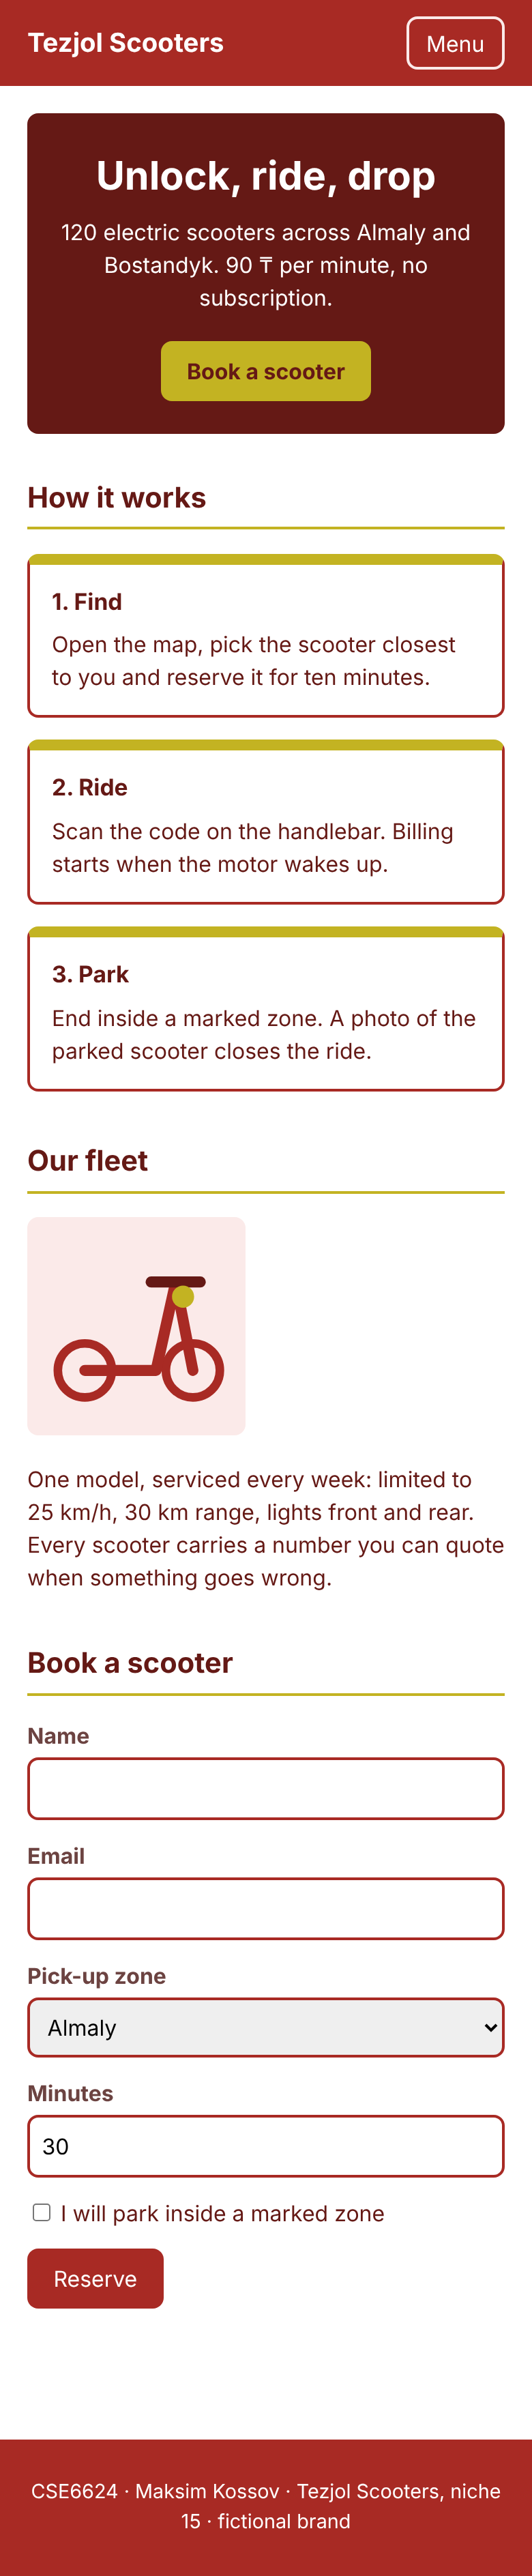 Tezjol Scooters
Menu
Unlock, ride, drop
120 electric scooters across Almaly and
Bostandyk. 90 ₸ per minute, no
subscription.
Book a scooter
How it works
1. Find
Open the map, pick the scooter closest
to you and reserve it for ten minutes.
2. Ride
Scan the code on the handlebar. Billing
starts when the motor wakes up.
3. Park
End inside a marked zone. A photo of the
parked scooter closes the ride.
Our fleet
One model, serviced every week: limited to
25 km/h, 30 km range, lights front and rear.
Every scooter carries a number you can quote
when something goes wrong.
Book a scooter
Name
Email
Pick-up zone
Almaly
Minutes
30
I will park inside a marked zone
Reserve
CSE6624 · Maksim Kossov · Tezjol Scooters, niche
15 · fictional brand